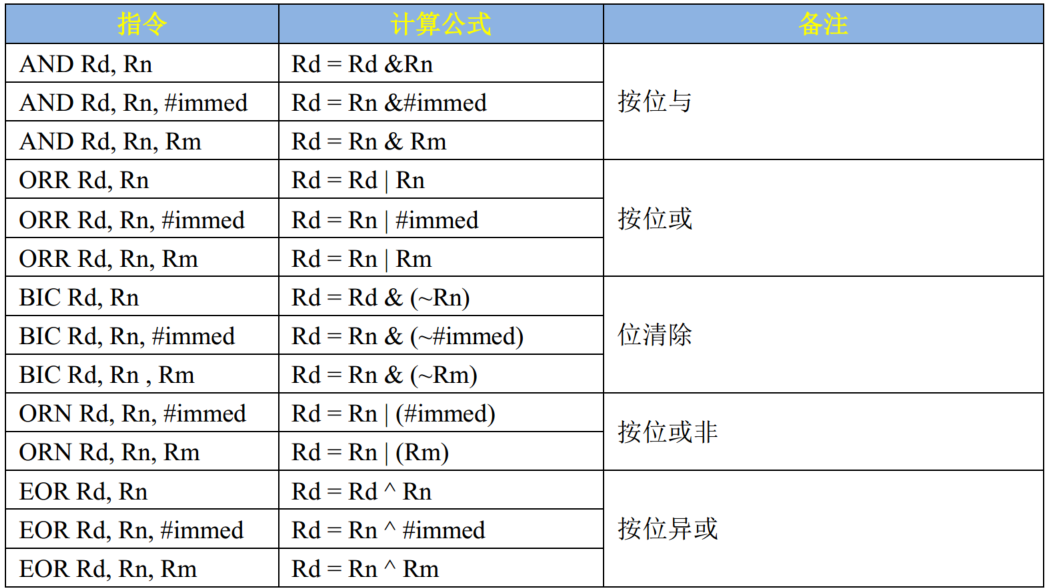 指令 计算公式 备注
AND Rd, Rn Rd = Rd &Rn
AND Rd, Rn, #immed Rd = Rn &#immed 按位与
AND Rd, Rn, Rm Rd = Rn & Rm
ORR Rd, Rn Rd = Rd | Rn
ORR Rd, Rn, #immed Rd = Rn | #immed 按位或
ORR Rd, Rn, Rm Rd = Rn | Rm
BIC Rd, Rn Rd = Rd & (~Rn)
BIC Rd, Rn, #immed Rd = Rn & (~#immed) 位清除
BIC Rd, Rn , Rm Rd = Rn & (~Rm)
ORN Rd, Rn, #immed Rd = Rn | (#immed) 按位或非
ORN Rd, Rn, Rm Rd = Rn | (Rm)
EOR Rd, Rn Rd = Rd ^ Rn
EOR Rd, Rn, #immed Rd = Rn ^ #immed 按位异或
EOR Rd, Rn, Rm Rd = Rn ^ Rm